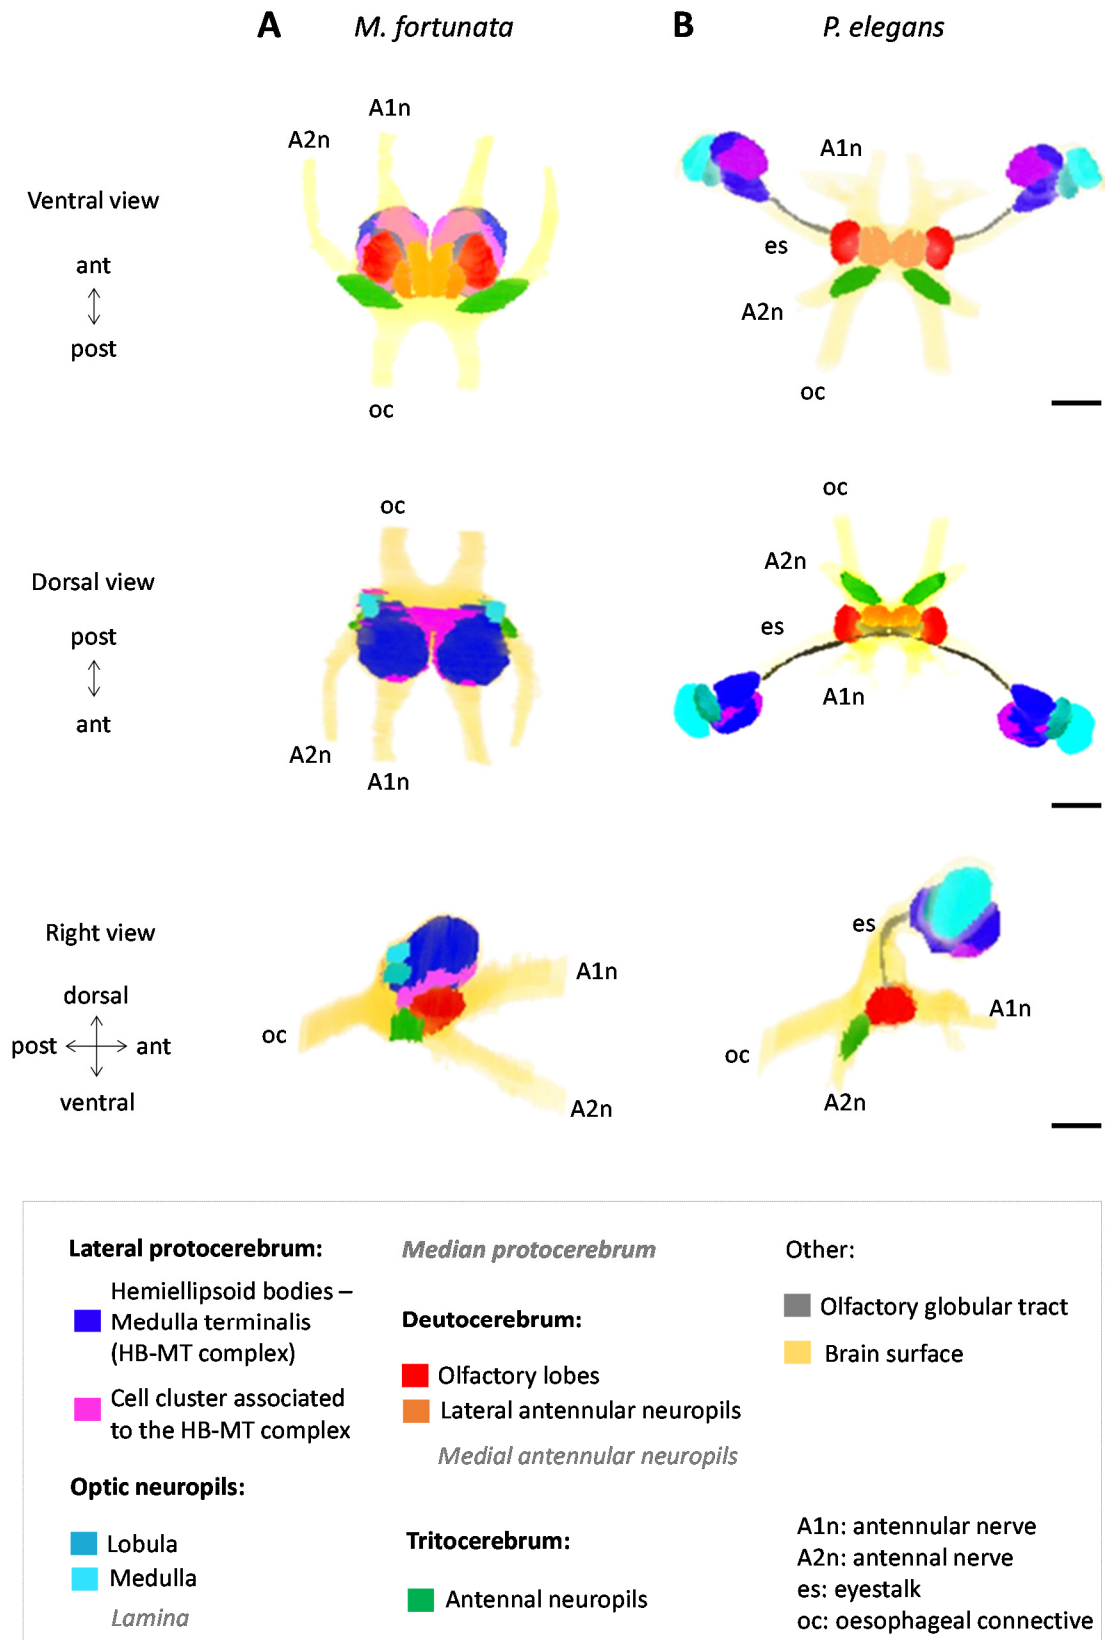 A M. fortunata B P. elegans
A1n
A2n
A1n
Ventral view
es
ant
A2n
post
oc
oc
oc
oc
A2n
Dorsal view
es
post
A1n
ant
A2n
A1n
es
Right view
A1n
dorsal
A1n
post ant
oc
oc
ventral
A2n
A2n
Lateral protocerebrum:
Hemiellipsoid bodies –
Medulla terminalis
(HB-MT complex)
Cell cluster associated
to the HB-MT complex
Optic neuropils:
Lobula
Medulla
Lamina
Median protocerebrum
Deutocerebrum:
Olfactory lobes
Lateral antennular neuropils
Medial antennular neuropils
Tritocerebrum:
Antennal neuropils
Other:
Olfactory globular tract
Brain surface
A1n: antennular nerve
A2n: antennal nerve
es: eyestalk
oc: oesophageal connective